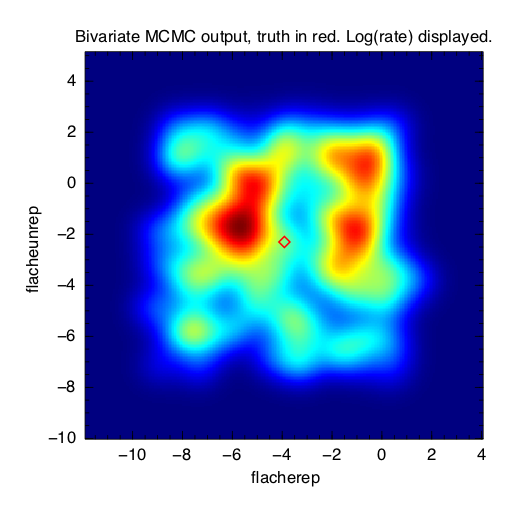 Bivariate MCMC output, truth in red. Log(rate) displayed.
4
2
0
−2
−4
−6
−8
−10
flacheunrep
−10 −8 −6 −4 −2 0 2 4
flacherep